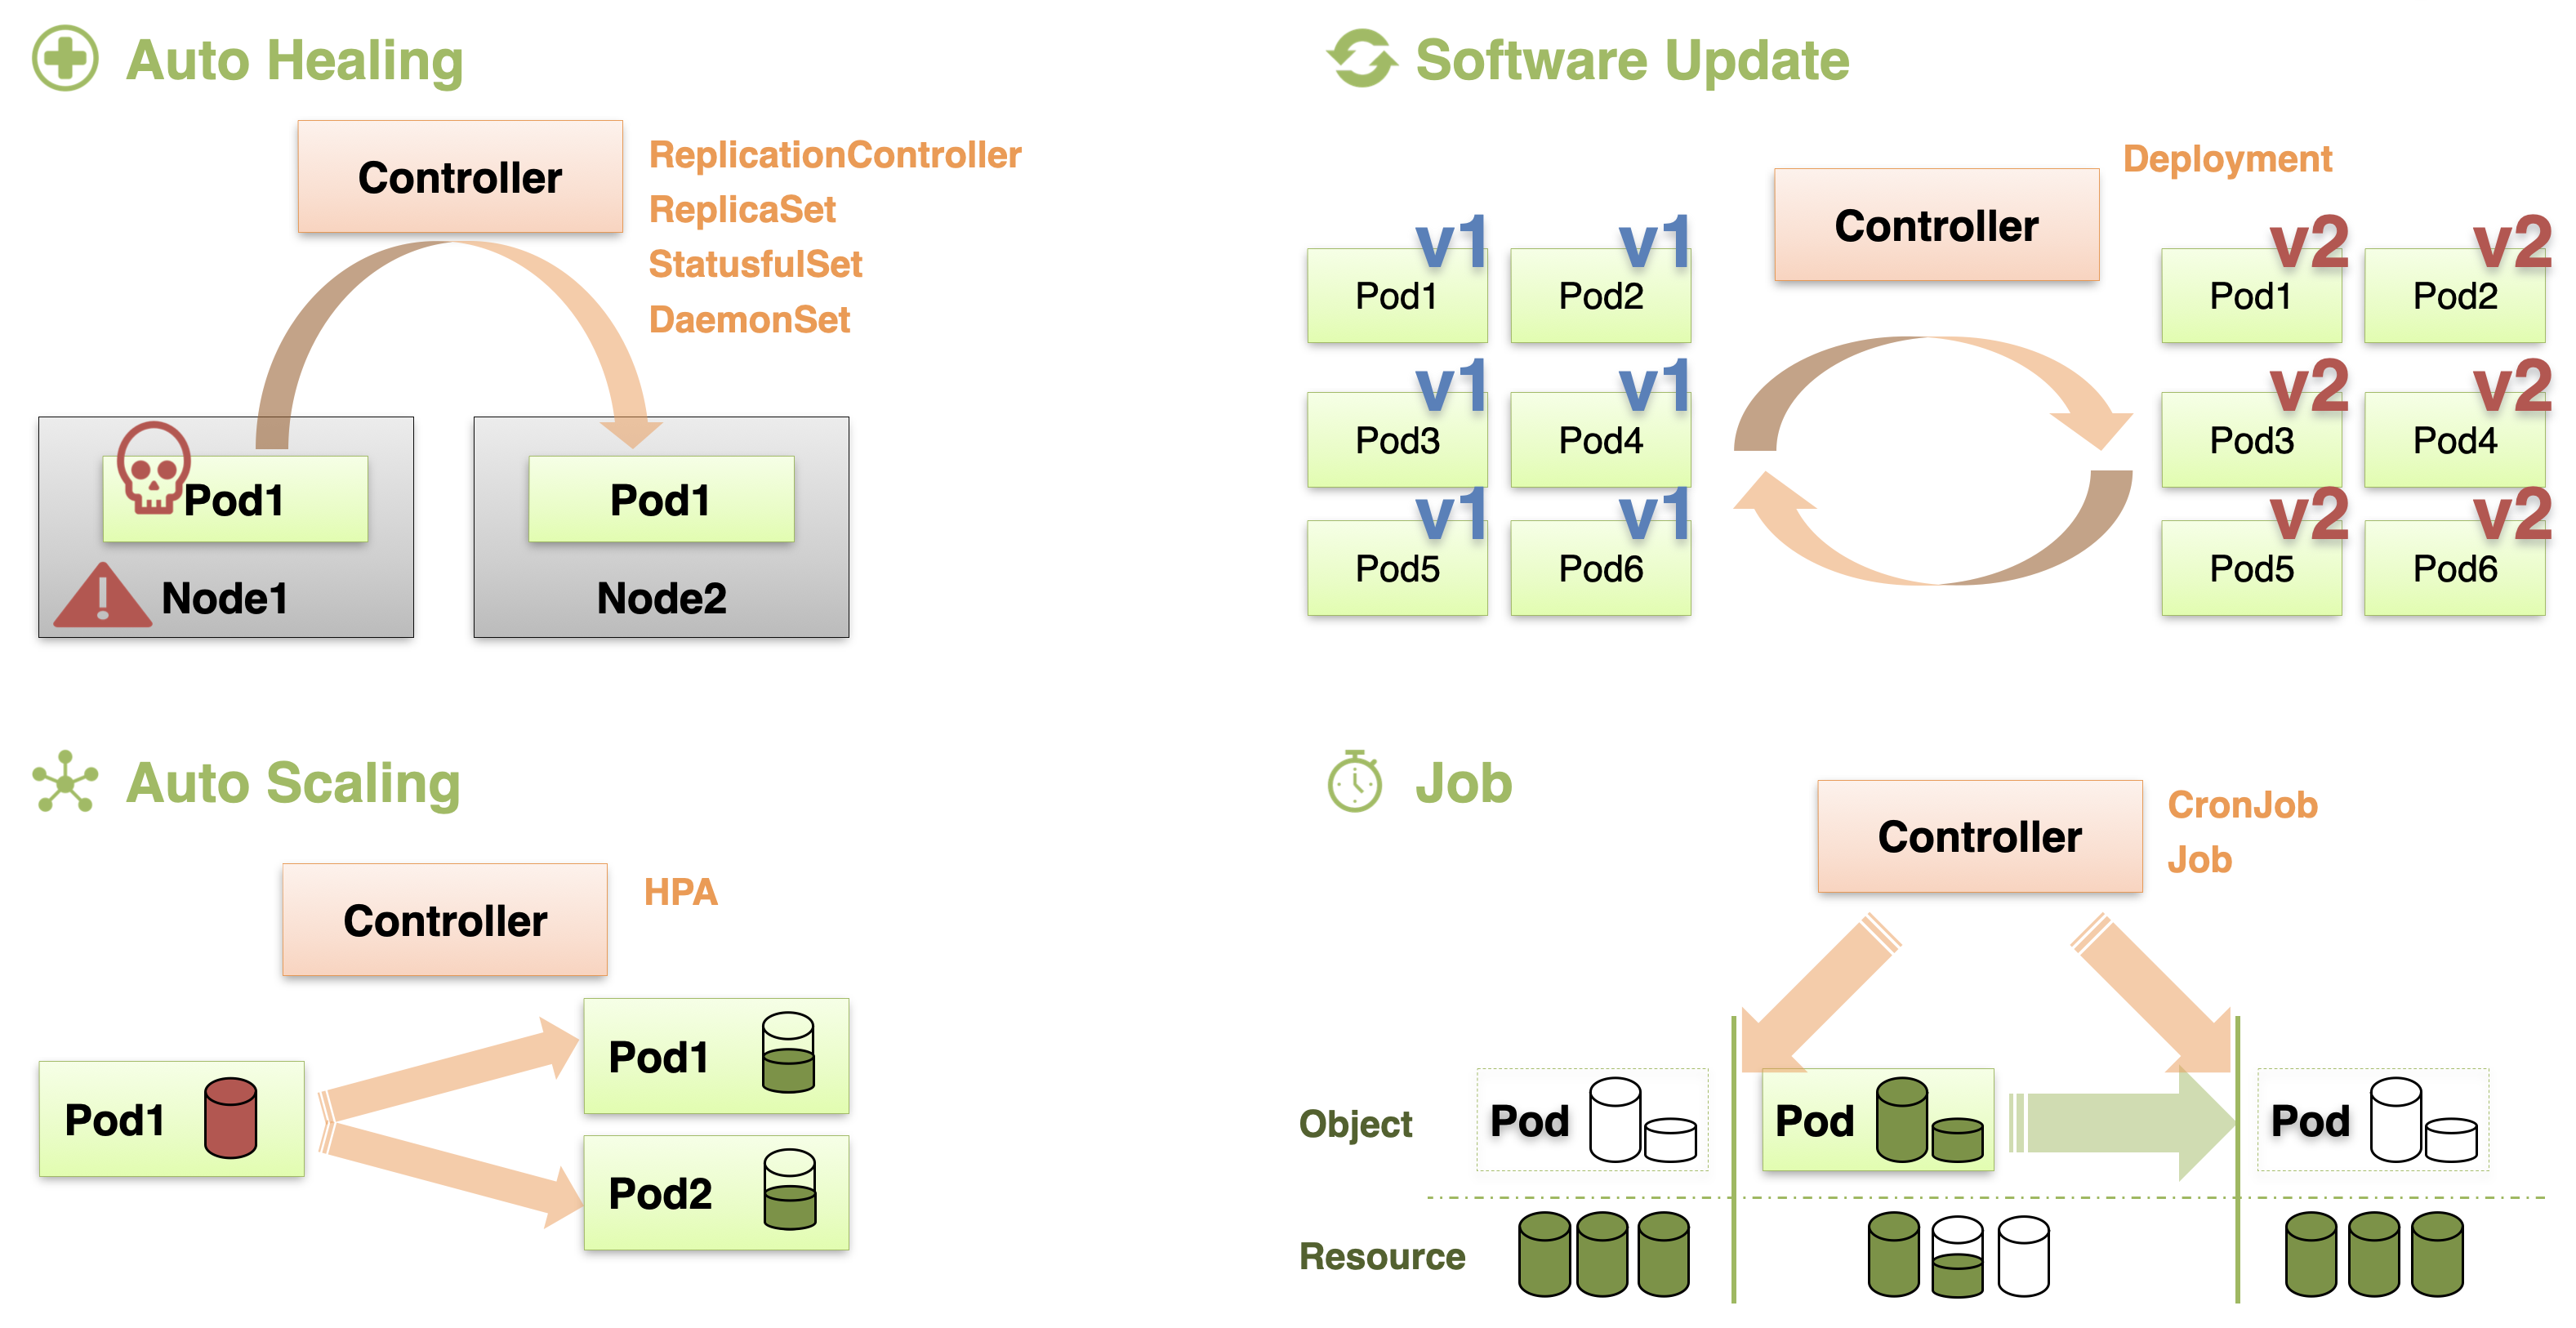 Auto Healing
Controller
ReplicationController
ReplicaSet
StatusfulSet
DaemonSet
Pod1
Node1
Pod1
Node2
Software Update
Controller
Deployment
v1 v1
Pod1 Pod2
v1 v1
Pod3 Pod4
v1 v1
Pod5 Pod6
v2 v2
Pod1 Pod2
v2 v2
Pod3 Pod4
v2 v2
Pod5 Pod6
Auto Scaling
Controller
HPA
Pod1
Pod1
Pod2
Job
Controller
CronJob
Job
Object
Pod
Pod
Pod
Resource